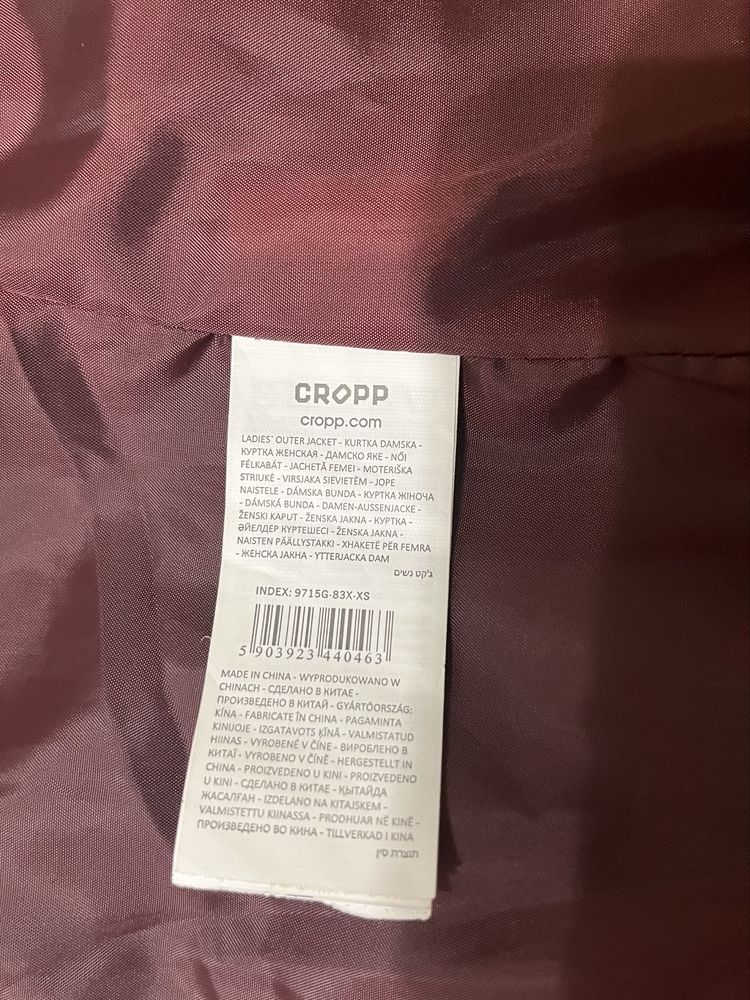 CROPP
cropp.com
LADIES` OUTER JACKET - KURTKA DAMSKA -
КУРТКА ЖЕНСКАЯ - ДАМСКО ЯКЕ - NŐI
FÉLKABÁT - JACHETĂ FEMEI - MOTERIŠKA
STRIUKĖ - VIRSJAKA SIEVIETĒM - JOPE
NAISTELE - DÁMSKA BUNDA - КУРТКА ЖІНОЧА
- DÁMSKÁ BUNDA - DAMEN-AUSSENJACKE -
ŽENSKI KAPUT - ŽENSKA JAKNA - КУРТКА -
ӘЙЕЛДЕР КҮРТЕШЕСІ - ŽENSKA JAKNA -
NAISTEN PÄÄLLYSTAKKI - XHAKETË PËR FEMRA
- ЖЕНСКА ЈАКНА - YTTERJACKA DAM
ג'קט נשים
INDEX: 9715G-83X-XS
5 903923 440463
MADE IN CHINA - WYPRODUKOWANO W
CHINACH - СДЕЛАНО В КИТАЕ -
ПРОИЗВЕДЕНО В КИТАЙ - GYÁRTÓORSZÁG:
KÍNA - FABRICATE ÎN CHINA - PAGAMINTA
KINIJOJE - IZGATAVOTS ĶĪNĀ - VALMISTATUD
HIINAS - VYROBENÉ V ČÍNE - ВИРОБЛЕНО В
КИТАЇ - VYROBENO V ČÍNĚ - HERGESTELLT IN
CHINA - PROIZVEDENO U KINI - PROIZVEDENO
U KINI - СДЕЛАНО В КИТАЕ - ҚЫТАЙДА
ЖАСАЛҒАН - IZDELANO NA KITAJSKEM -
VALMISTETTU KIINASSA - PRODHUAR NË KINË -
ПРОИЗВЕДЕНО ВО КИНА - TILLVERKAD I KINA
תוצרת סין